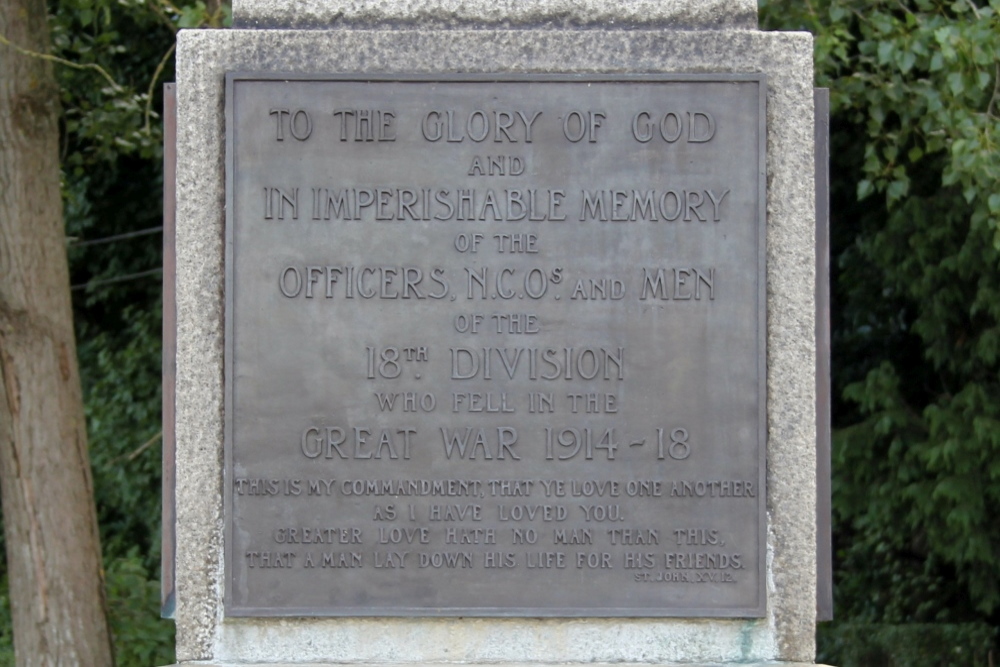 TO THE GLORY OF GOD
AND
IN IMPERISHABLE MEMORY
OF THE
OFFICERS, N.C.Os. AND MEN
OF THE
18TH. DIVISION
WHO FELL IN THE
GREAT WAR 1914-18
THIS IS MY COMMANDMENT, THAT YE LOVE ONE ANOTHER
AS I HAVE LOVED YOU.
GREATER LOVE HATH NO MAN THAN THIS,
THAT A MAN LAY DOWN HIS LIFE FOR HIS FRIENDS.
ST. JOHN. XV. 12.